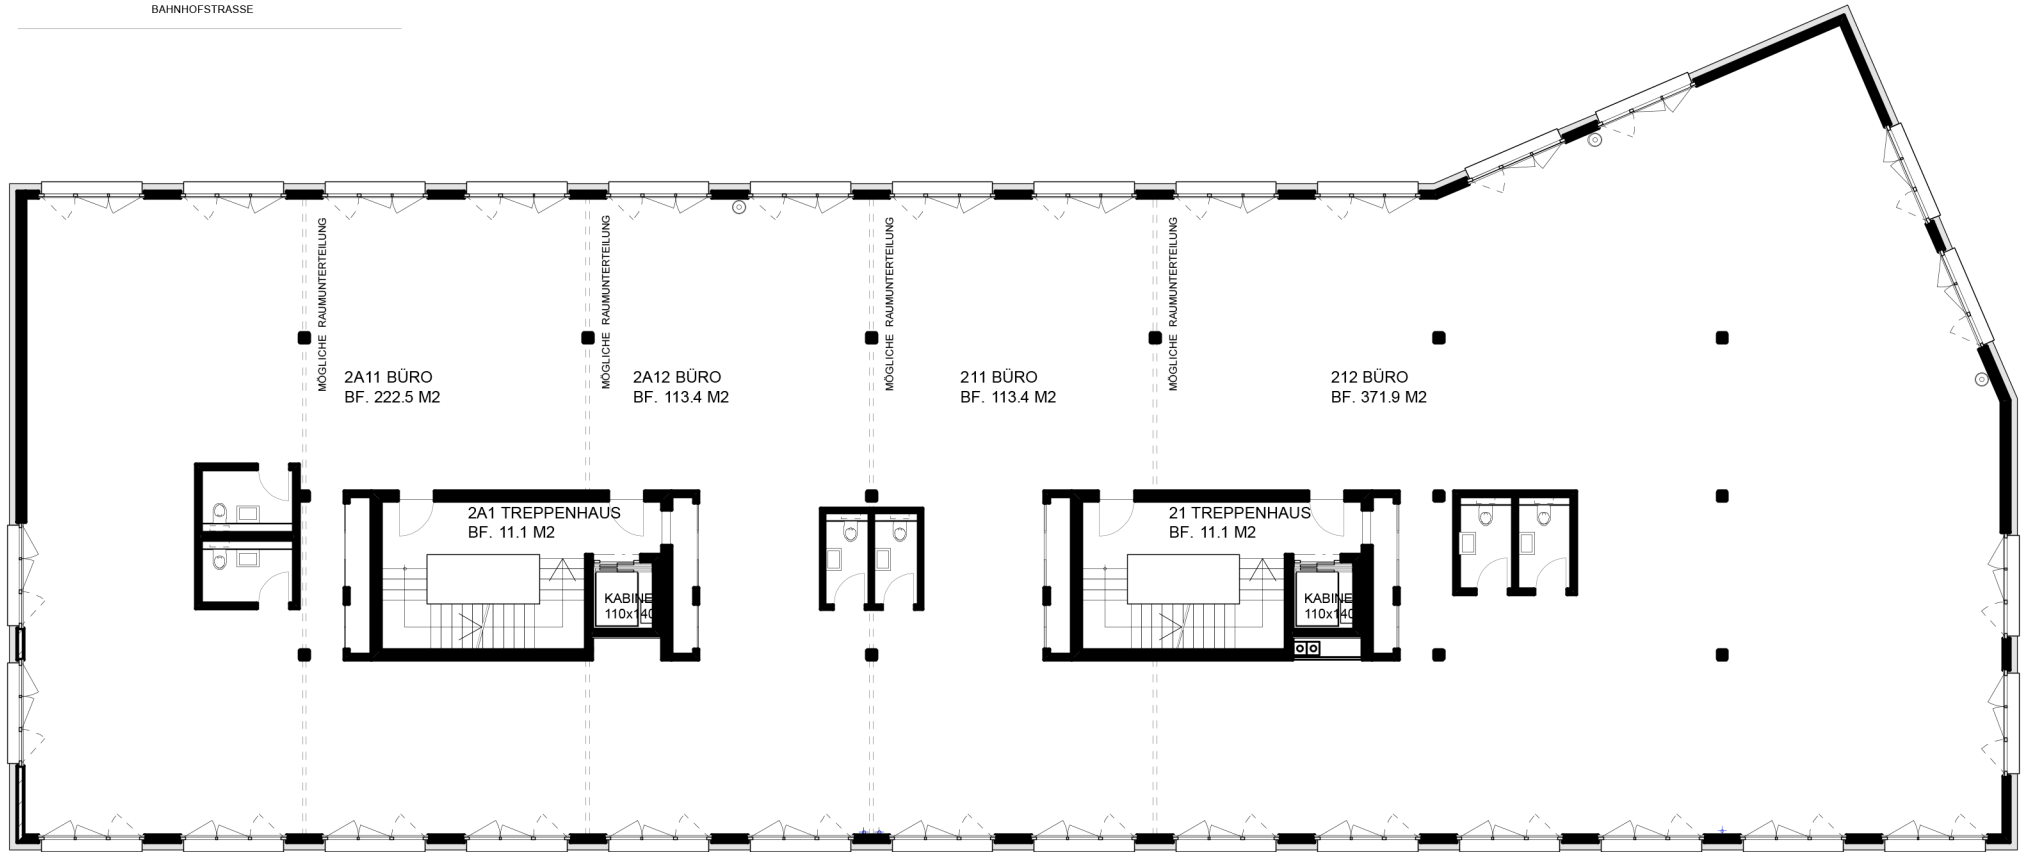 BAHNHOFSTRASSE
MÖGLICHE RAUMUNTERTEILUNG
MÖGLICHE RAUMUNTERTEILUNG
MÖGLICHE RAUMUNTERTEILUNG
MÖGLICHE RAUMUNTERTEILUNG
2A11 BÜRO
BF. 222.5 M2
2A12 BÜRO
BF. 113.4 M2
211 BÜRO
BF. 113.4 M2
212 BÜRO
BF. 371.9 M2
2A1 TREPPENHAUS
BF. 11.1 M2
21 TREPPENHAUS
BF. 11.1 M2
KABINE
110x140
KABINE
110x140